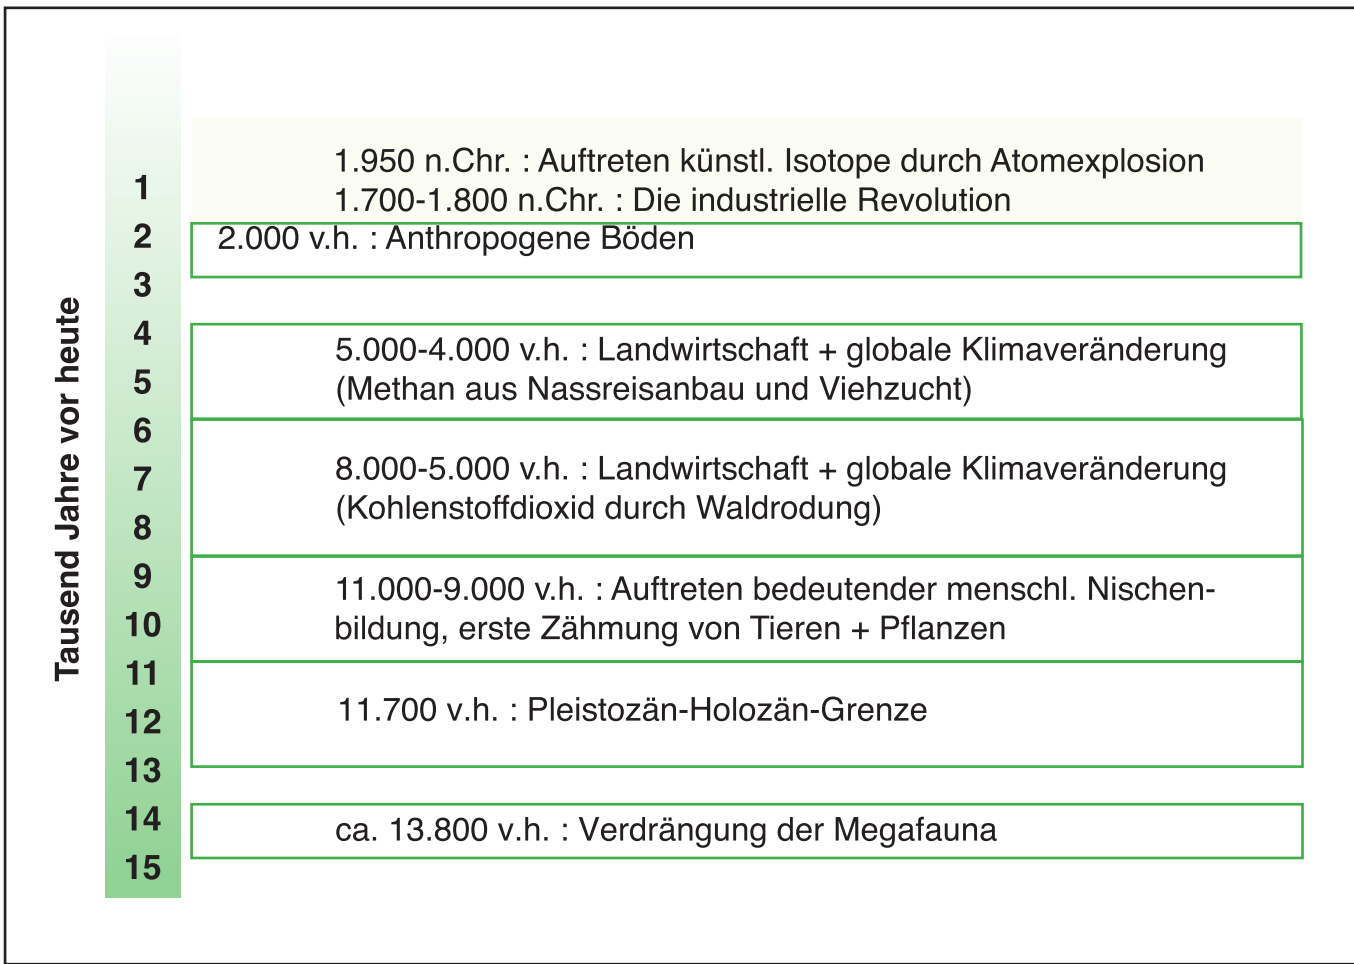 Tausend Jahre vor heute
1
2
3
4
5
6
7
8
9
10
11
12
13
14
15
1.950 n.Chr. : Auftreten künstl. Isotope durch Atomexplosion
1.700-1.800 n.Chr. : Die industrielle Revolution
2.000 v.h. : Anthropogene Böden
5.000-4.000 v.h. : Landwirtschaft + globale Klimaveränderung
(Methan aus Nassreisanbau und Viehzucht)
8.000-5.000 v.h. : Landwirtschaft + globale Klimaveränderung
(Kohlenstoffdioxid durch Waldrodung)
11.000-9.000 v.h. : Auftreten bedeutender menschl. Nischen-
bildung, erste Zähmung von Tieren + Pflanzen
11.700 v.h. : Pleistozän-Holozän-Grenze
ca. 13.800 v.h. : Verdrängung der Megafauna